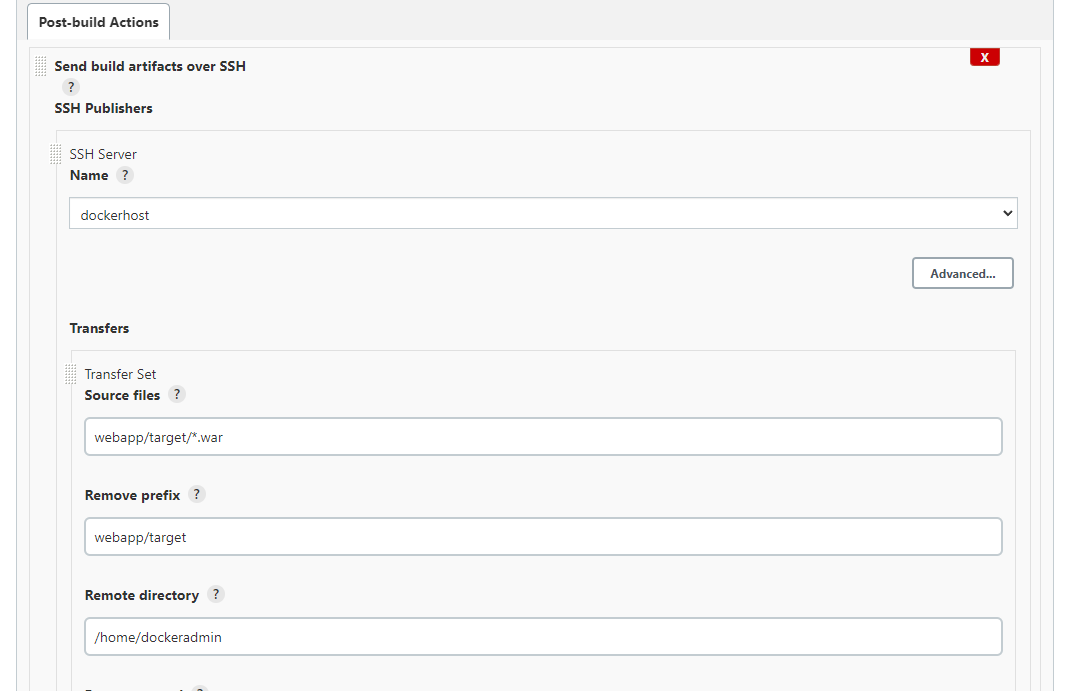 Post-build Actions
Send build artifacts over SSH
X
?
SSH Publishers
SSH Server
Name ?
dockerhost
Advanced...
Transfers
Transfer Set
Source files ?
webapp/target/*.war
Remove prefix ?
webapp/target
Remote directory ?
/home/dockeradmin